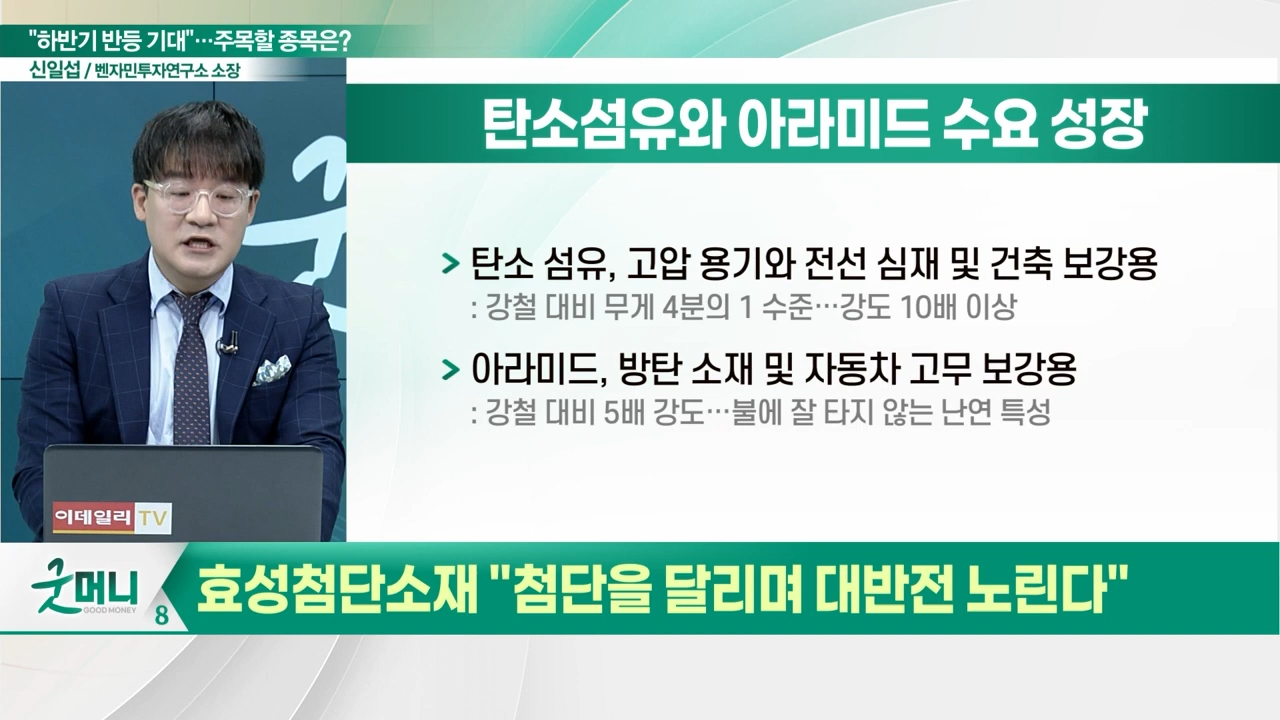 "하반기 반등 기대"…주목할 종목은?
신일섭 / 벤자민투자연구소 소장
탄소섬유와 아라미드 수요 성장
> 탄소 섬유, 고압 용기와 전선 심재 및 건축 보강용
: 강철 대비 무게 4분의 1 수준…강도 10배 이상
> 아라미드, 방탄 소재 및 자동차 고무 보강용
: 강철 대비 5배 강도…불에 잘 타지 않는 난연 특성
이데일리 TV
굿머니
GOOD MONEY
8
효성첨단소재 "첨단을 달리며 대반전 노린다"